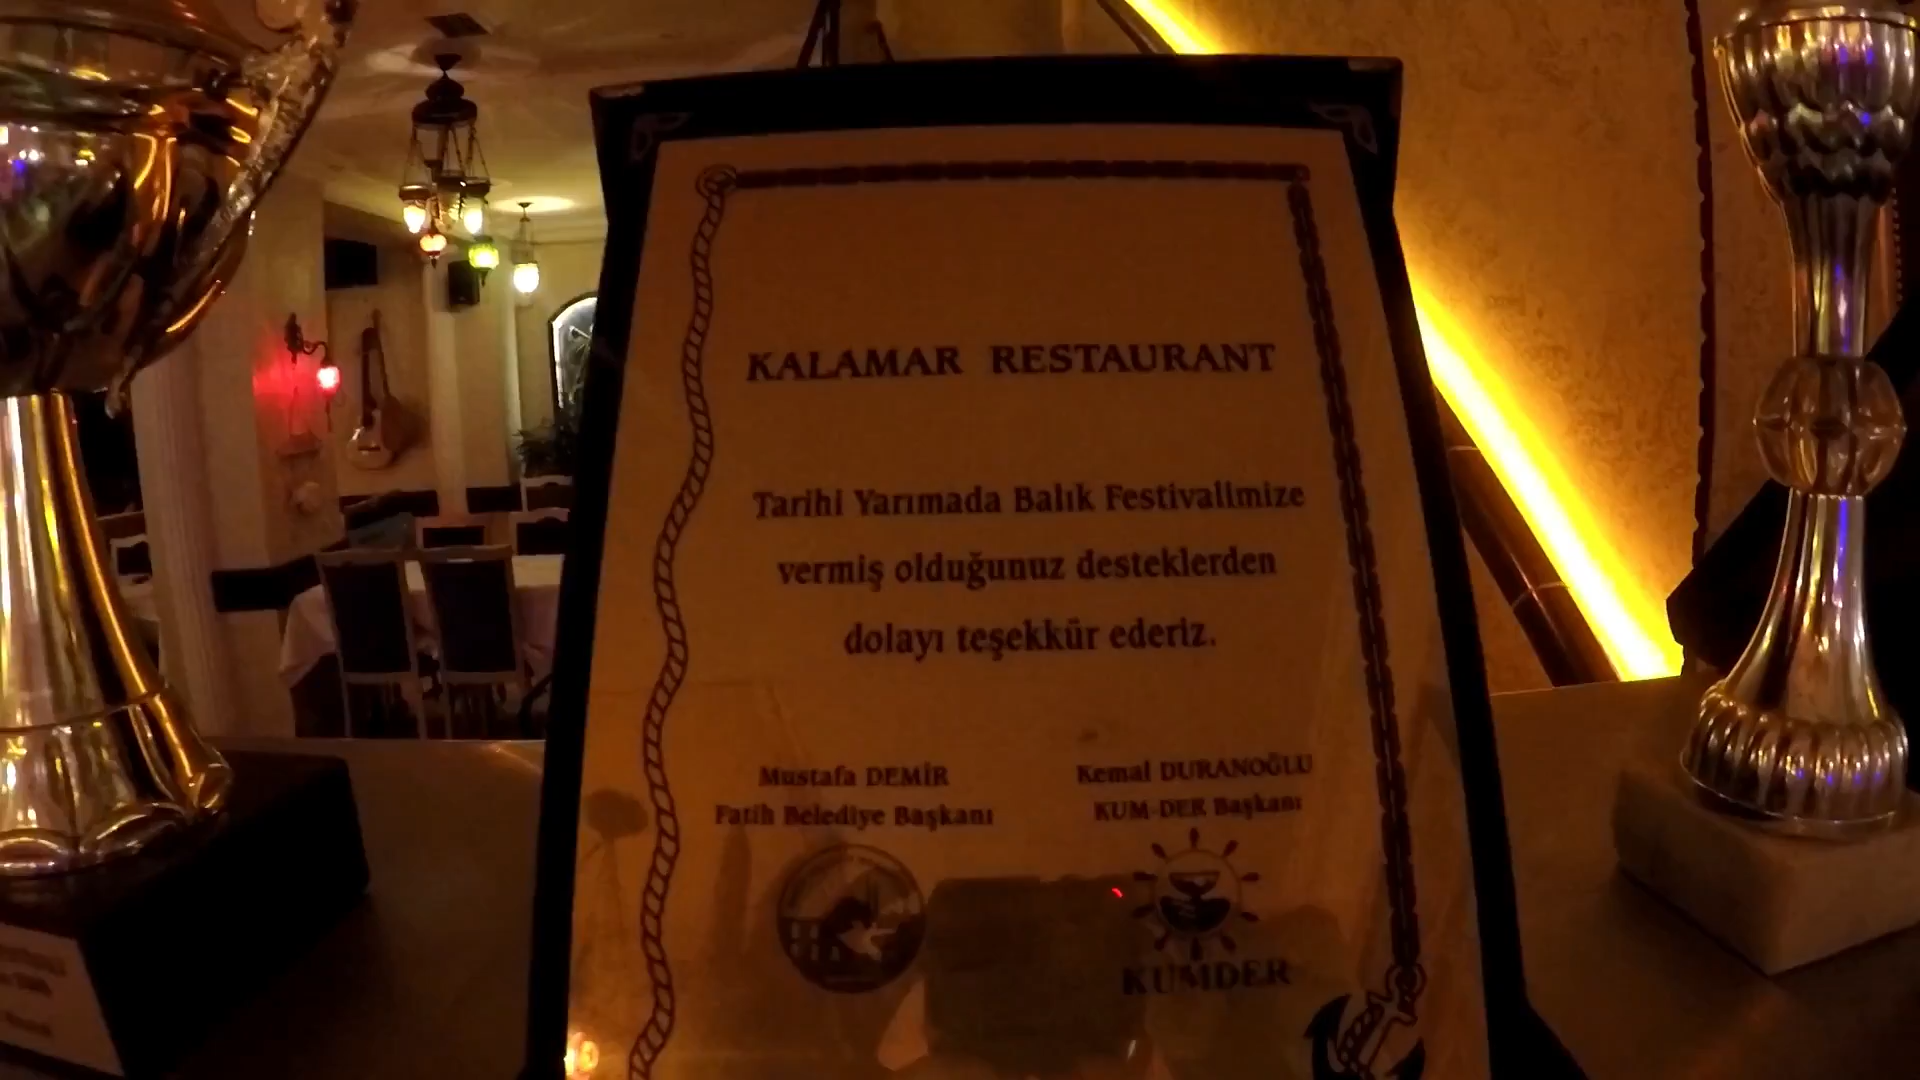 KALAMAR RESTAURANT
Tarihi Yarımada Balık Festivalimize
vermiş olduğunuz desteklerden
dolayı teşekkür ederiz.
Mustafa DEMİR
Fatih Belediye Başkanı
Kemal DURANOĞLU
KUM-DER Başkanı
KUMDER